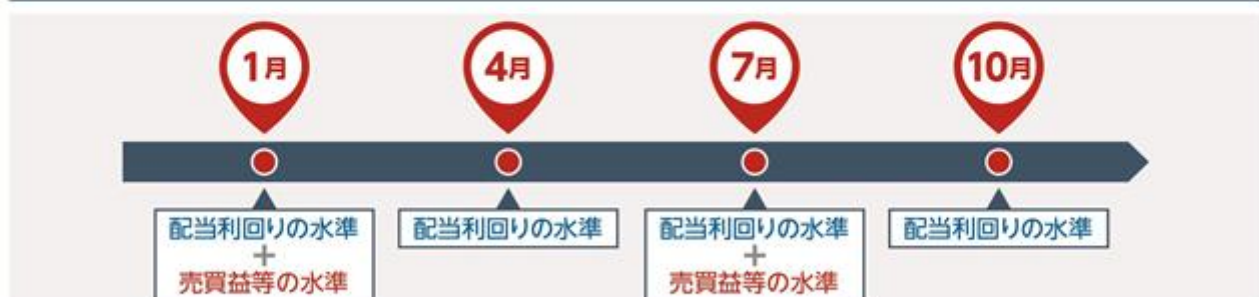 1月
4月
7月
10月
配当利回りの水準
+
売買益等の水準
配当利回りの水準
配当利回りの水準
+
売買益等の水準
配当利回りの水準